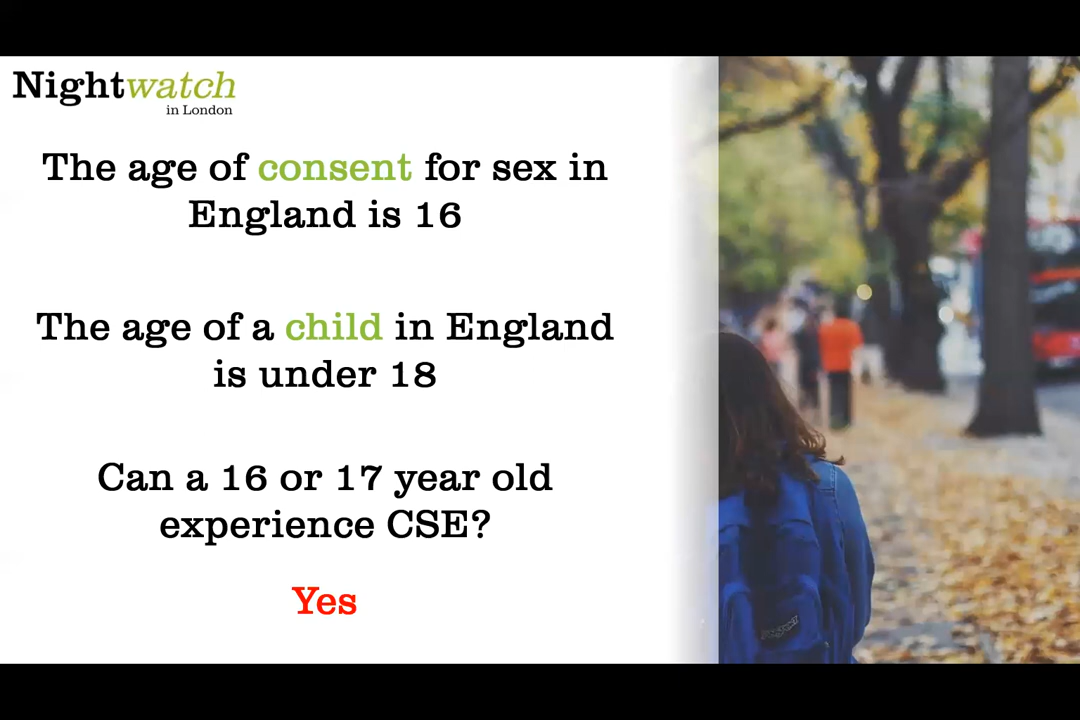 Nightwatch
in London
The age of consent for sex in
England is 16
The age of a child in England
is under 18
Can a 16 or 17 year old
experience CSE?
Yes
JanSport